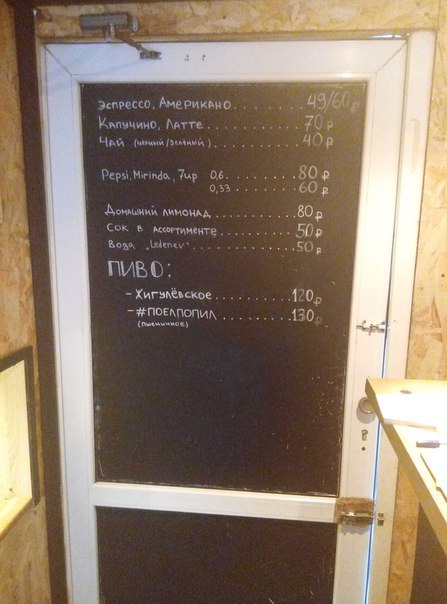 Эспрессо, Американо.........49/60₽
Капучино, Латте.............70₽
Чай (черный/зелёный)........40₽
Pepsi, Mirinda, 7up 0,6.......80₽
0,33.......60₽
Домашний лимонад.........80₽
Сок в ассортименте........50₽
Вода „Ledenev"............50₽
ПИВО:
- Жигулёвское...........120₽
- #ПОЕЛПОПИЛ..........130₽
(пшеничное)